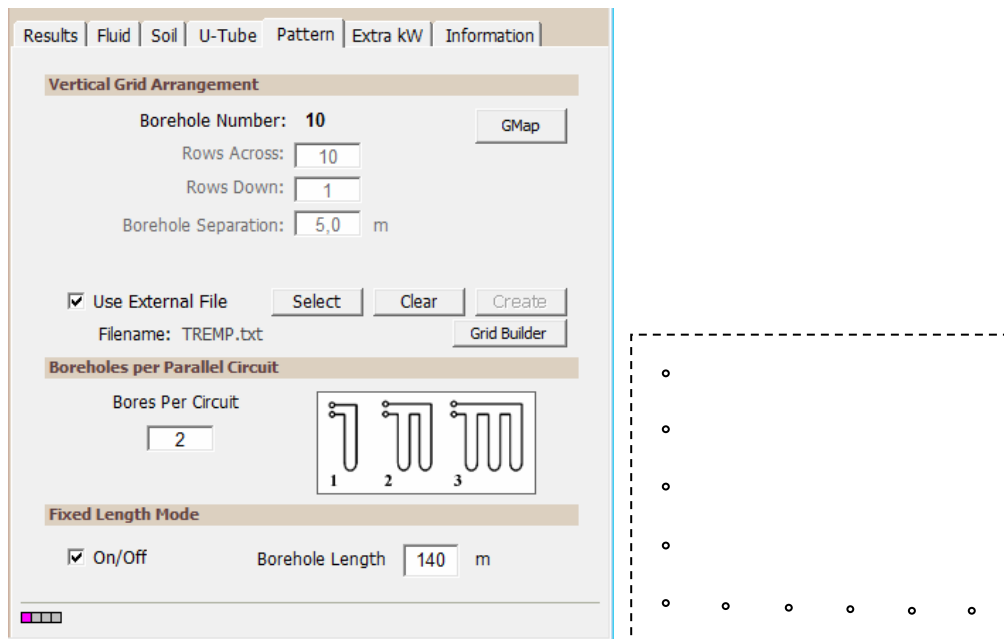 Results Fluid Soil U-Tube Pattern Extra kW Information
Vertical Grid Arrangement
Borehole Number: 10
GMap
Rows Across: 10
Rows Down: 1
Borehole Separation: 5,0 m
Use External File Select Clear Create
Filename: TREMP.txt Grid Builder
Boreholes per Parallel Circuit
Bores Per Circuit
2
1 2 3
Fixed Length Mode
On/Off Borehole Length 140 m